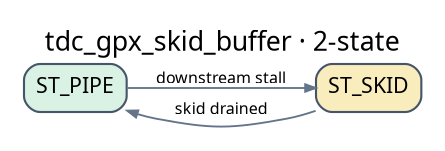 tdc_gpx_skid_buffer · 2-state
ST_PIPE
downstream stall
ST_SKID
skid drained